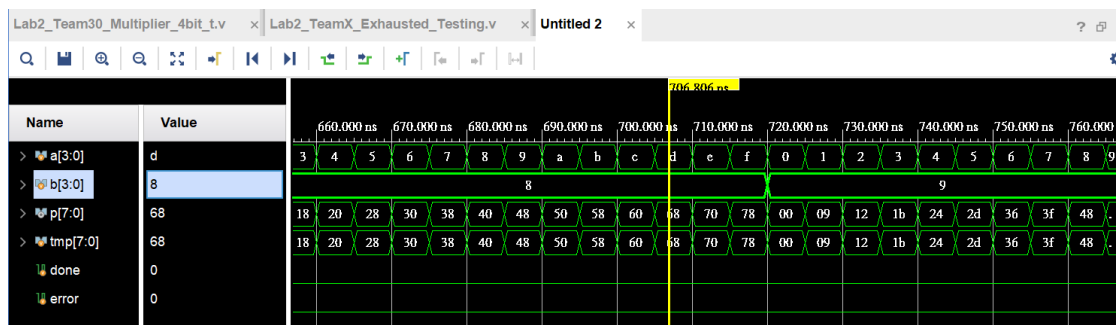 Lab2_Team30_Multiplier_4bit_t.v × Lab2_TeamX_Exhausted_Testing.v × Untitled 2 × ?
706.806 ns
Name Value 660.000 ns 670.000 ns 680.000 ns 690.000 ns 700.000 ns 710.000 ns 720.000 ns 730.000 ns 740.000 ns 750.000 ns 760.000
> a[3:0] d 3 4 5 6 7 8 9 a b c d e f 0 1 2 3 4 5 6 7 8 9
> b[3:0] 8 8 9
> p[7:0] 68 18 20 28 30 38 40 48 50 58 60 68 70 78 00 09 12 1b 24 2d 36 3f 48 .
> tmp[7:0] 68 18 20 28 30 38 40 48 50 58 60 68 70 78 00 09 12 1b 24 2d 36 3f 48 .
done 0
error 0